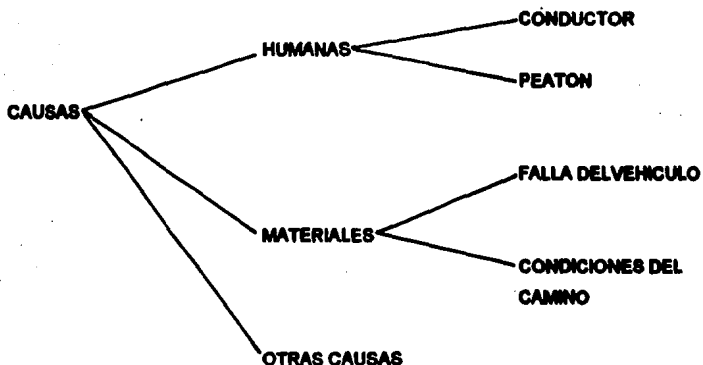 CONDUCTOR
HUMANAS
PEATON
CAUSAS
FALLA DELVEHICULO
MATERIALES
CONDICIONES DEL
CAMINO
OTRAS CAUSAS